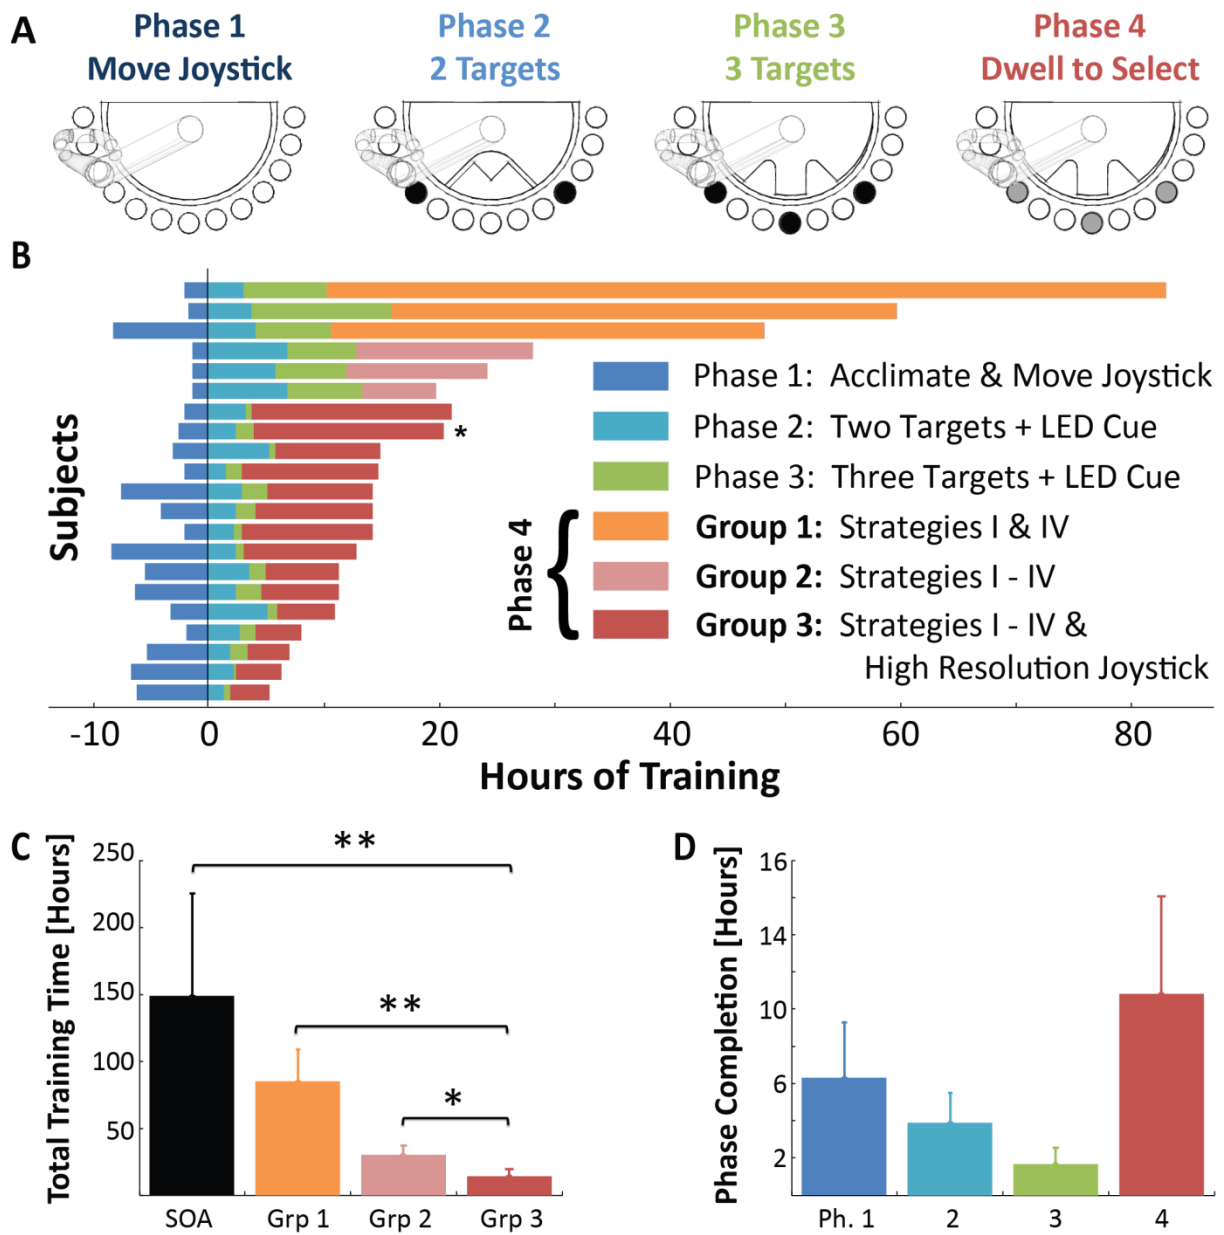 A
Phase 1
Move Joystick
Phase 2
2 Targets
Phase 3
3 Targets
Phase 4
Dwell to Select
B
Subjects
*
Phase 1: Acclimate & Move Joystick
Phase 2: Two Targets + LED Cue
Phase 3: Three Targets + LED Cue
Phase 4
{
Group 1: Strategies I & IV
Group 2: Strategies I - IV
Group 3: Strategies I - IV &
High Resolution Joystick
-10 0 20 40 60 80
Hours of Training
C
Total Training Time [Hours]
250
200
150
100
50
**
**
*
SOA Grp 1 Grp 2 Grp 3
D
Phase Completion [Hours]
16
14
10
6
2
Ph. 1 2 3 4